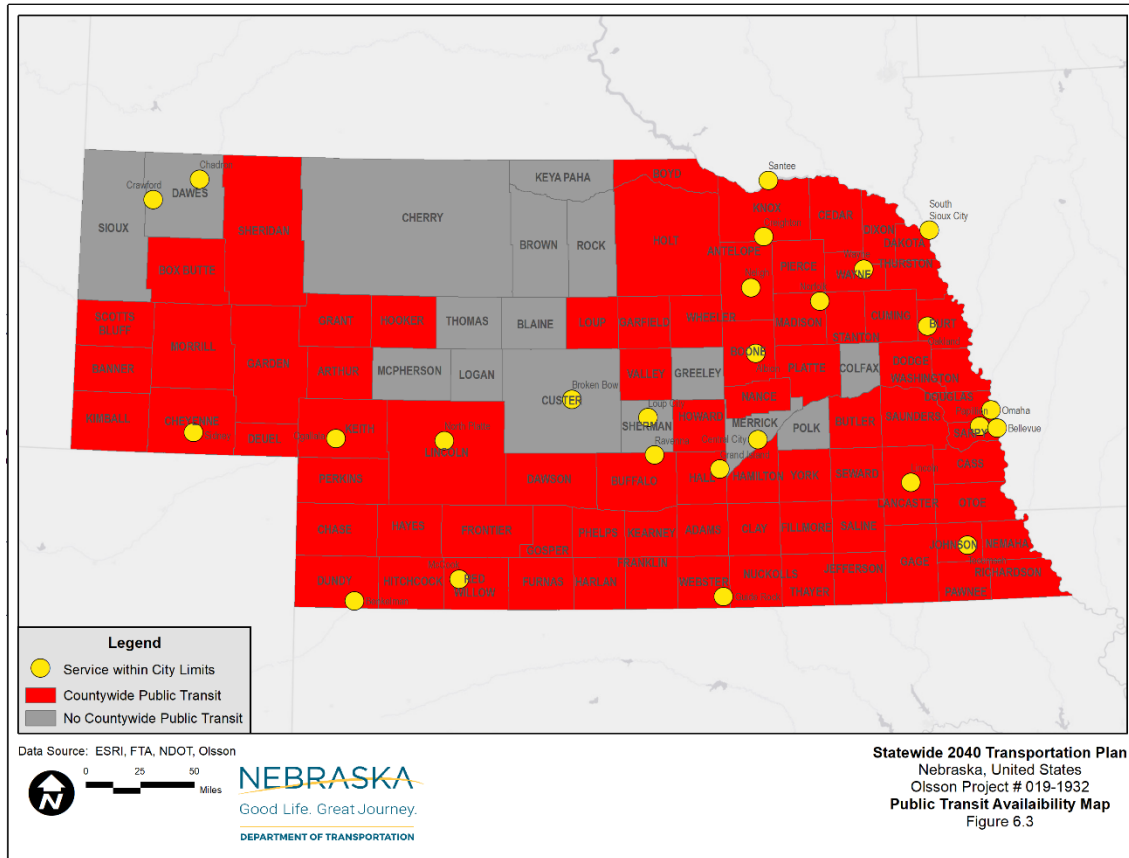 Santee
Chadron
Crawford
DAWES
KEYA PAHA
BOYD
KNOX
CEDAR
South
Sioux City
SIOUX
SHERIDAN
CHERRY
BROWN
ROCK
HOLT
ANTELOPE
PIERCE
DIXON
DAKOTA
THURSTON
WAYNE
BOX BUTTE
SCOTTS
BLUFF
MORRILL
GARDEN
GRANT
HOOKER
THOMAS
BLAINE
LOUP
GARFIELD
WHEELER
MADISON
STANTON
CUMING
BURT
BANNER
ARTHUR
MCPHERSON
LOGAN
CUSTER
Broken Bow
VALLEY
GREELEY
BOONE
PLATTE
COLFAX
DODGE
WASHINGTON
NANCE
KIMBALL
CHEYENNE
DEUEL
KEITH
LINCOLN
Loup City
SHERMAN
HOWARD
MERRICK
POLK
BUTLER
SAUNDERS
DOUGLAS
Omaha
SARPY
Bellevue
Ravenna
Grand Island
PERKINS
DAWSON
BUFFALO
HALL
HAMILTON
YORK
SEWARD
LANCASTER
CASS
OTOE
CHASE
HAYES
FRONTIER
GOSPER
PHELPS
KEARNEY
ADAMS
CLAY
FILLMORE
SALINE
GAGE
JOHNSON
NEMAHA
DUNDY
HITCHCOCK
RED
WILLOW
FURNAS
HARLAN
FRANKLIN
WEBSTER
NUCKOLLS
THAYER
JEFFERSON
PAWNEE
RICHARDSON
Legend
Service within City Limits
Countywide Public Transit
No Countywide Public Transit
Data Source: ESRI, FTA, NDOT, Olsson
N
0 25 50
Miles
NEBRASKA
Good Life. Great Journey.
DEPARTMENT OF TRANSPORTATION
Statewide 2040 Transportation Plan
Nebraska, United States
Olsson Project # 019-1932
Public Transit Availability Map
Figure 6.3